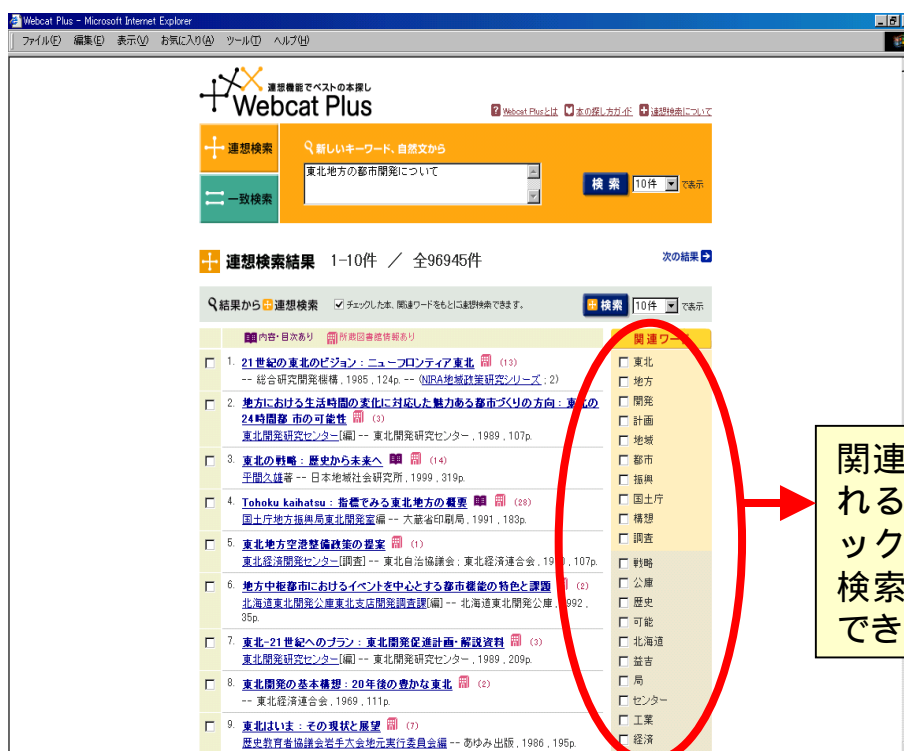 Webcat Plus - Microsoft Internet Explorer
ファイル(F) 編集(E) 表示(V) お気に入り(A) ツール(T) ヘルプ(H)
連想機能でベストの本探し
Webcat Plus
Webcat Plusとは 本の探し方ガイド 連想検索について
連想検索
新しいキーワード、自然文から
東北地方の都市開発について
検索 10件 で表示
一致検索
連想検索結果 1-10件 / 全96945件
次の結果
結果から連想検索 チェックした本、関連ワードをもとに連想検索できます。 検索 10件 で表示
内容・目次あり 所蔵図書館情報あり
関連ワード
1. 21世紀の東北のビジョン : ニューフロンティア東北 (13)
-- 総合研究開発機構 , 1985 , 124p. -- (NIRA地域政策研究シリーズ ; 2)
2. 地方における生活時間の変化に対応した魅力ある都市づくりの方向 : 東北の
24時間都 市の可能性 (3)
東北開発研究センター[編] -- 東北開発研究センター , 1989 , 107p.
3. 東北の戦略 : 歴史から未来へ (14)
平間久雄著 -- 日本地域社会研究所 , 1999 , 319p.
4. Tohoku kaihatsu : 指標でみる東北地方の概要 (28)
国土庁地方振興局東北開発室編 -- 大蔵省印刷局 , 1991 , 183p.
5. 東北地方空港整備政策の提案 (1)
東北経済開発センター[調査] -- 東北自治協議会 : 東北経済連合会 , , 107p.
6. 地方中枢都市におけるイベントを中心とする都市機能の特色と課題 (2)
北海道東北開発公庫東北支店開発調査課[編] -- 北海道東北開発公庫 , 1992 ,
35p.
7. 東北-21世紀へのプラン : 東北開発促進計画・解説資料 (3)
東北開発研究センター[編] -- 東北開発研究センター , 1989 , 209p.
8. 東北開発の基本構想 : 20年後の豊かな東北 (2)
-- 東北経済連合会 , 1969 , 111p.
9. 東北はいま : その現状と展望 (7)
歴史教育者協議会岩手大会地元実行委員会編 -- あゆみ出版 , 1986 , 195p.
東北
地方
開発
計画
地域
都市
振興
国土庁
構想
調査
戦略
公庫
歴史
可能
北海道
益吉
局
センター
工業
経済
関連
れる
ック
検索
でき